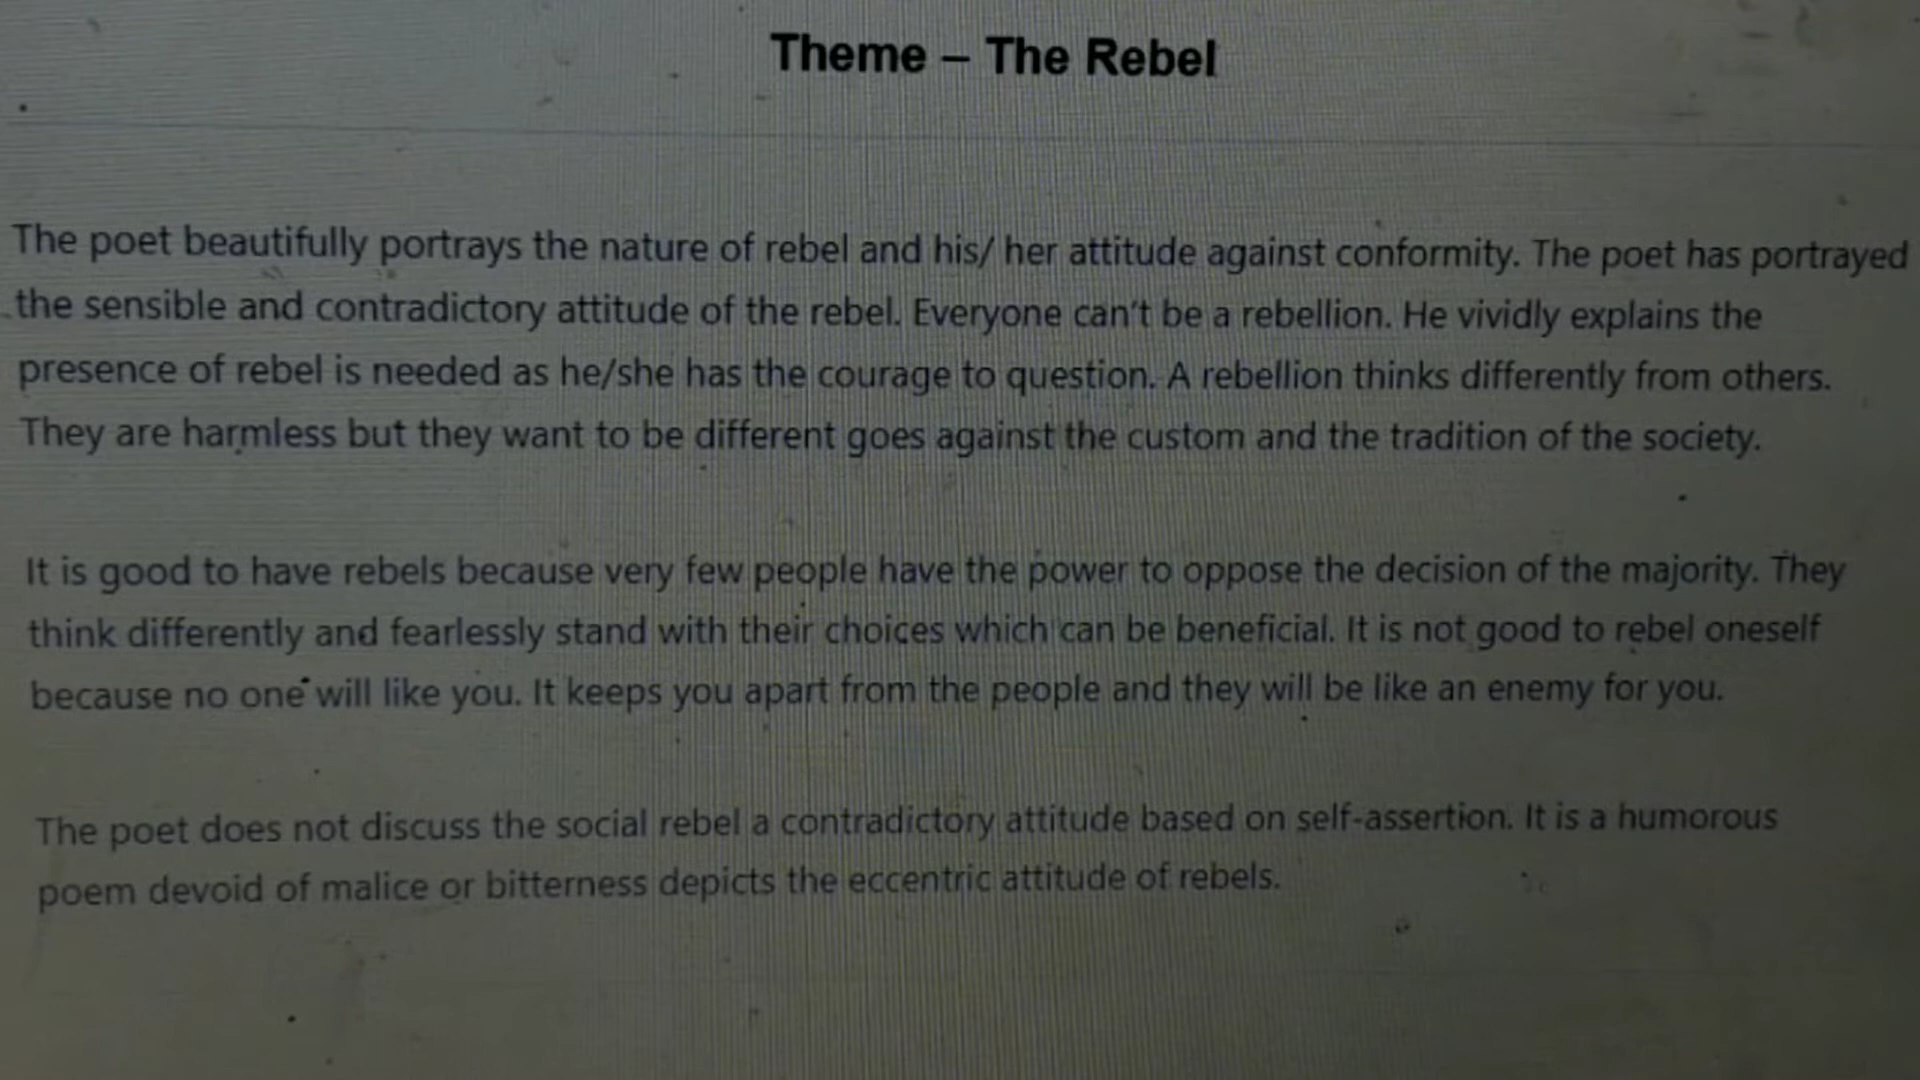 Theme – The Rebel
The poet beautifully portrays the nature of rebel and his/ her attitude against conformity. The poet has portrayed
the sensible and contradictory attitude of the rebel. Everyone can't be a rebellion. He vividly explains the
presence of rebel is needed as he/she has the courage to question. A rebellion thinks differently from others.
They are harmless but they want to be different goes against the custom and the tradition of the society.
It is good to have rebels because very few people have the power to oppose the decision of the majority. They
think differently and fearlessly stand with their choices which can be beneficial. It is not good to rebel oneself
because no one will like you. It keeps you apart from the people and they will be like an enemy for you.
The poet does not discuss the social rebel a contradictory attitude based on self-assertion. It is a humorous
poem devoid of malice or bitterness depicts the eccentric attitude of rebels.